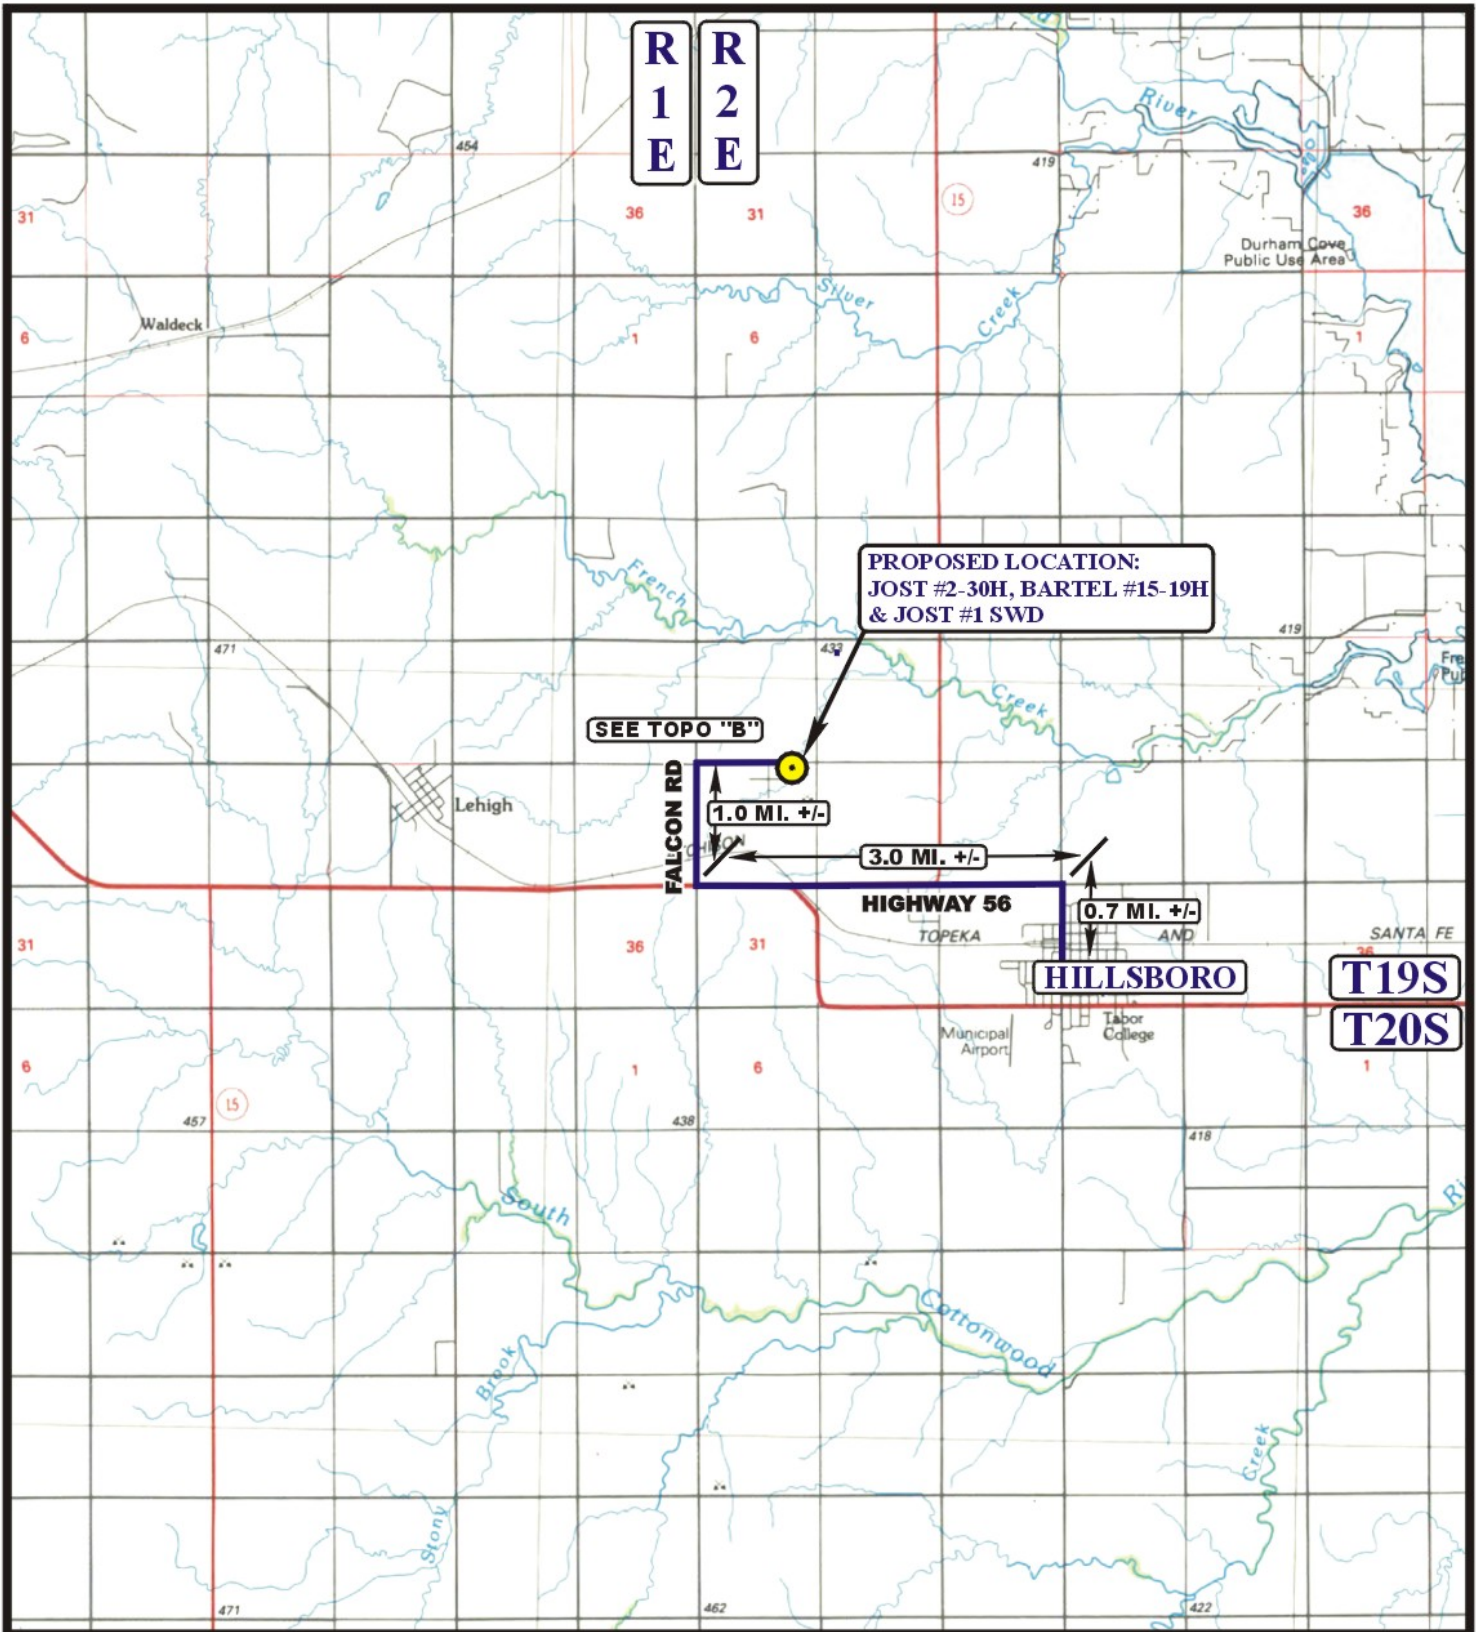 R
1
E
R
2
E
River
454
419
31
36
31
15
36
Durham Cove
Public Use Area
Silver
Creek
Waldeck
6
1
6
1
PROPOSED LOCATION:
JOST #2-30H, BARTEL #15-19H
& JOST #1 SWD
French
471
433
419
Creek
SEE TOPO "B"
FALCON RD
Lehigh
1.0 MI. +/-
3.0 MI. +/-
HIGHWAY 56
0.7 MI. +/-
TOPEKA
AND
SANTA FE
31
36
31
36
HILLSBORO
T19S
T20S
Municipal
Airport
Tabor
College
6
1
6
1
15
457
438
418
South
Cottonwood
Brook
Creek
Stony
471
462
422